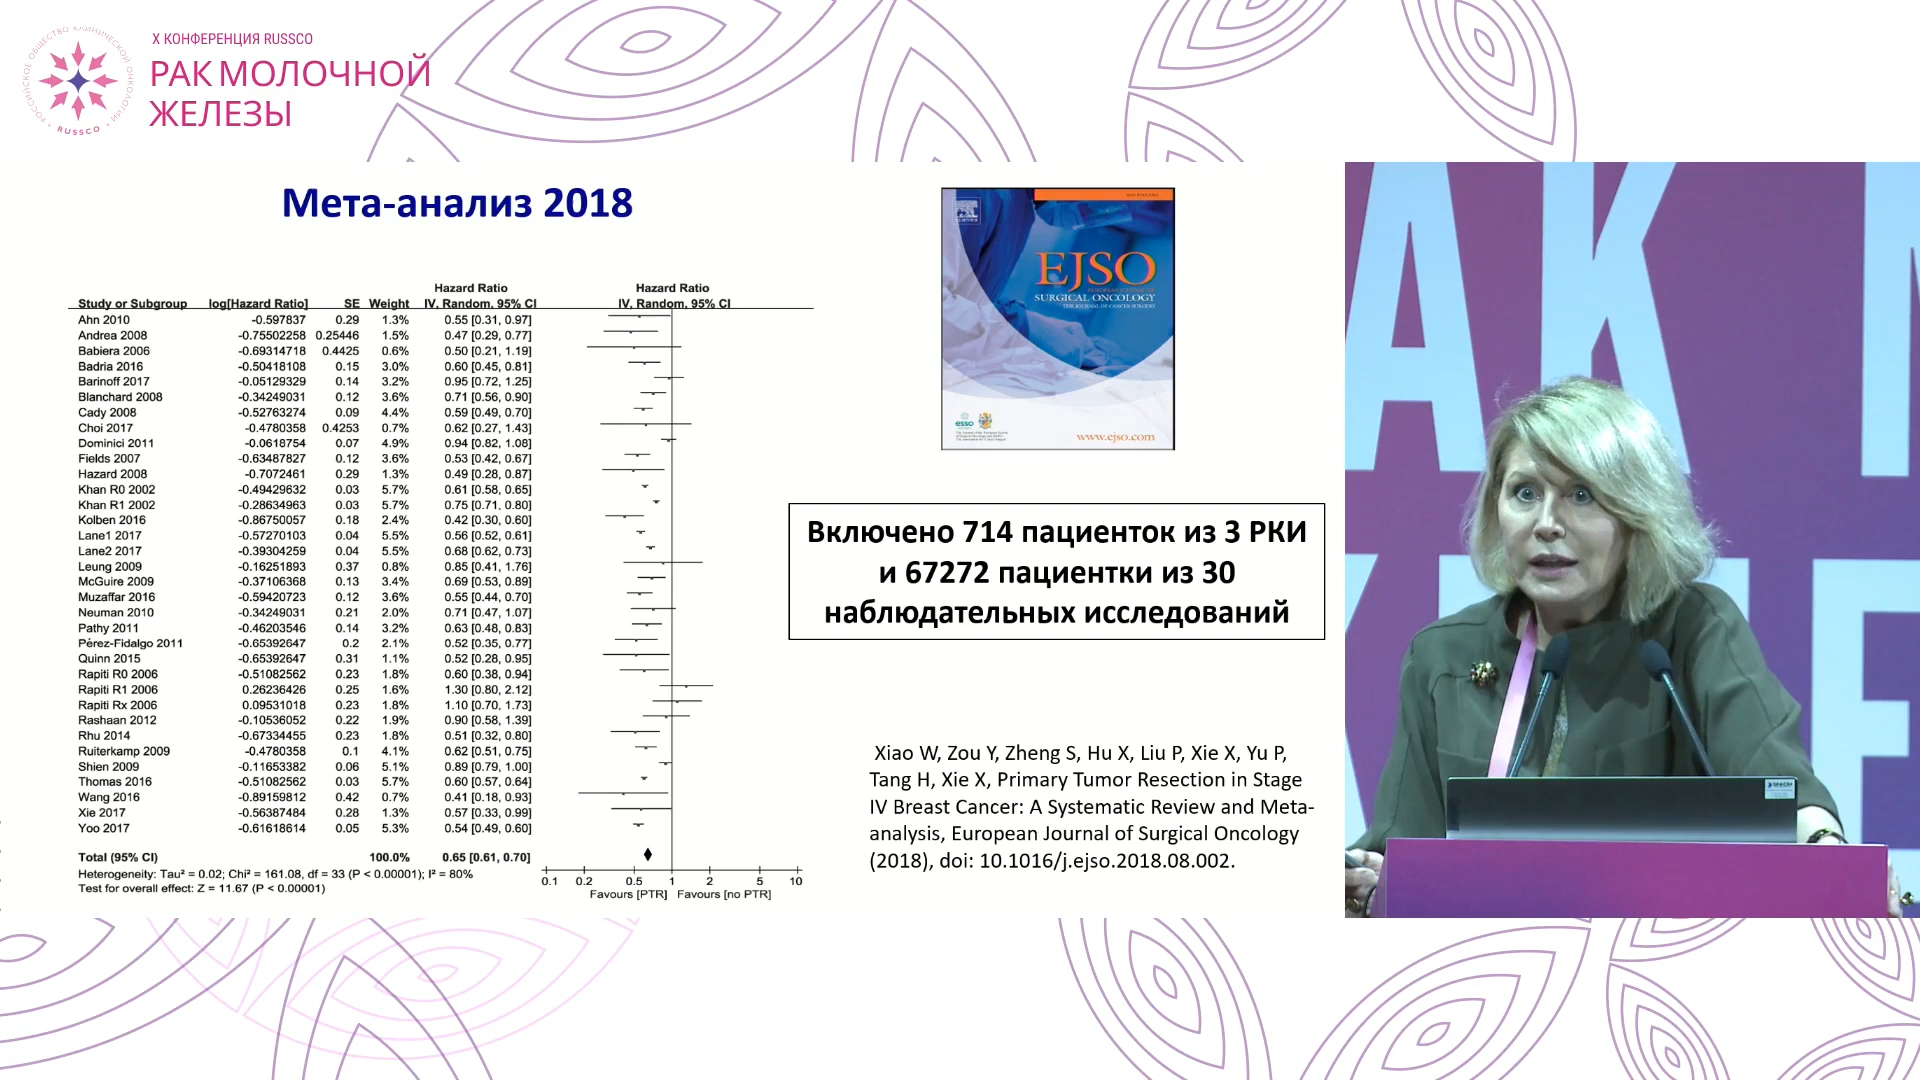 X КОНФЕРЕНЦИЯ RUSSCO
РАК МОЛОЧНОЙ
ЖЕЛЕЗЫ
РОССИЙСКОЕ ОБЩЕСТВО КЛИНИЧЕСКОЙ ОНКОЛОГИИ
• RUSSCO •
Мета-анализ 2018
Hazard Ratio Hazard Ratio
Study or Subgroup log[Hazard Ratio] SE Weight IV, Random, 95% CI IV, Random, 95% CI
Ahn 2010 -0.597837 0.29 1.3% 0.55 [0.31, 0.97]
Andrea 2008 -0.75502258 0.25446 1.5% 0.47 [0.29, 0.77]
Babiera 2006 -0.69314718 0.4425 0.6% 0.50 [0.21, 1.19]
Badria 2016 -0.50418108 0.15 3.0% 0.60 [0.45, 0.81]
Barinoff 2017 -0.05129329 0.14 3.2% 0.95 [0.72, 1.25]
Blanchard 2008 -0.34249031 0.12 3.6% 0.71 [0.56, 0.90]
Cady 2008 -0.52763274 0.09 4.4% 0.59 [0.49, 0.70]
Choi 2017 -0.4780358 0.4253 0.7% 0.62 [0.27, 1.43]
Dominici 2011 -0.0618754 0.07 4.9% 0.94 [0.82, 1.08]
Fields 2007 -0.63487827 0.12 3.6% 0.53 [0.42, 0.67]
Hazard 2008 -0.7072461 0.29 1.3% 0.49 [0.28, 0.87]
Khan R0 2002 -0.49429632 0.03 5.7% 0.61 [0.58, 0.65]
Khan R1 2002 -0.28634963 0.03 5.7% 0.75 [0.71, 0.80]
Kolben 2016 -0.86750057 0.18 2.4% 0.42 [0.30, 0.60]
Lane1 2017 -0.57270103 0.04 5.6% 0.56 [0.52, 0.61]
Lane2 2017 -0.39304259 0.04 5.5% 0.68 [0.62, 0.73]
Leung 2009 -0.16251893 0.37 0.8% 0.85 [0.41, 1.76]
McGuire 2009 -0.37106368 0.13 3.4% 0.69 [0.53, 0.89]
Muzaffar 2016 -0.59420723 0.12 3.6% 0.55 [0.44, 0.70]
Neuman 2010 -0.34249031 0.21 2.0% 0.71 [0.47, 1.07]
Pathy 2011 -0.46203546 0.14 3.2% 0.63 [0.48, 0.83]
Pérez-Fidalgo 2011 -0.65392647 0.2 2.1% 0.52 [0.35, 0.77]
Quinn 2015 -0.65392647 0.31 1.1% 0.52 [0.28, 0.95]
Rapiti R0 2006 -0.51082562 0.23 1.8% 0.60 [0.38, 0.94]
Rapiti R1 2006 0.26236426 0.25 1.6% 1.30 [0.80, 2.12]
Rapiti Rx 2006 0.09531018 0.23 1.8% 1.10 [0.70, 1.73]
Rashaan 2012 -0.10536052 0.22 1.9% 0.90 [0.58, 1.39]
Rhu 2014 -0.67334455 0.23 1.8% 0.51 [0.32, 0.80]
Ruiterkamp 2009 -0.4780358 0.1 4.1% 0.62 [0.51, 0.75]
Shien 2009 -0.11653382 0.06 5.1% 0.89 [0.79, 1.00]
Thomas 2016 -0.51082562 0.03 5.7% 0.60 [0.57, 0.64]
Wang 2016 -0.89159812 0.42 0.7% 0.41 [0.18, 0.93]
Xie 2017 -0.56387484 0.28 1.3% 0.57 [0.33, 0.99]
Yoo 2017 -0.61618614 0.05 5.3% 0.54 [0.49, 0.60]
Total (95% CI) 100.0% 0.65 [0.61, 0.70]
Heterogeneity: Tau² = 0.02; Chi² = 161.08, df = 33 (P < 0.00001); I² = 80%
Test for overall effect: Z = 11.67 (P < 0.00001)
0.1 0.2 0.5 1 2 5 10
Favours [PTR] Favours [no PTR]
EJSO
EUROPEAN JOURNAL OF
SURGICAL ONCOLOGY
THE JOURNAL OF CANCER SURGERY
esso
www.ejso.com
Включено 714 пациенток из 3 РКИ
и 67272 пациентки из 30
наблюдательных исследований
Xiao W, Zou Y, Zheng S, Hu X, Liu P, Xie X, Yu P,
Tang H, Xie X, Primary Tumor Resection in Stage
IV Breast Cancer: A Systematic Review and Meta-
analysis, European Journal of Surgical Oncology
(2018), doi: 10.1016/j.ejso.2018.08.002.
АК М